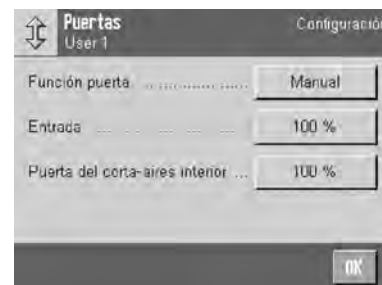 Puertas Configuració
User 1
Función puerta ... Manual
Entrada ... 100 %
Puerta del corta-aires interior ... 100 %
OK